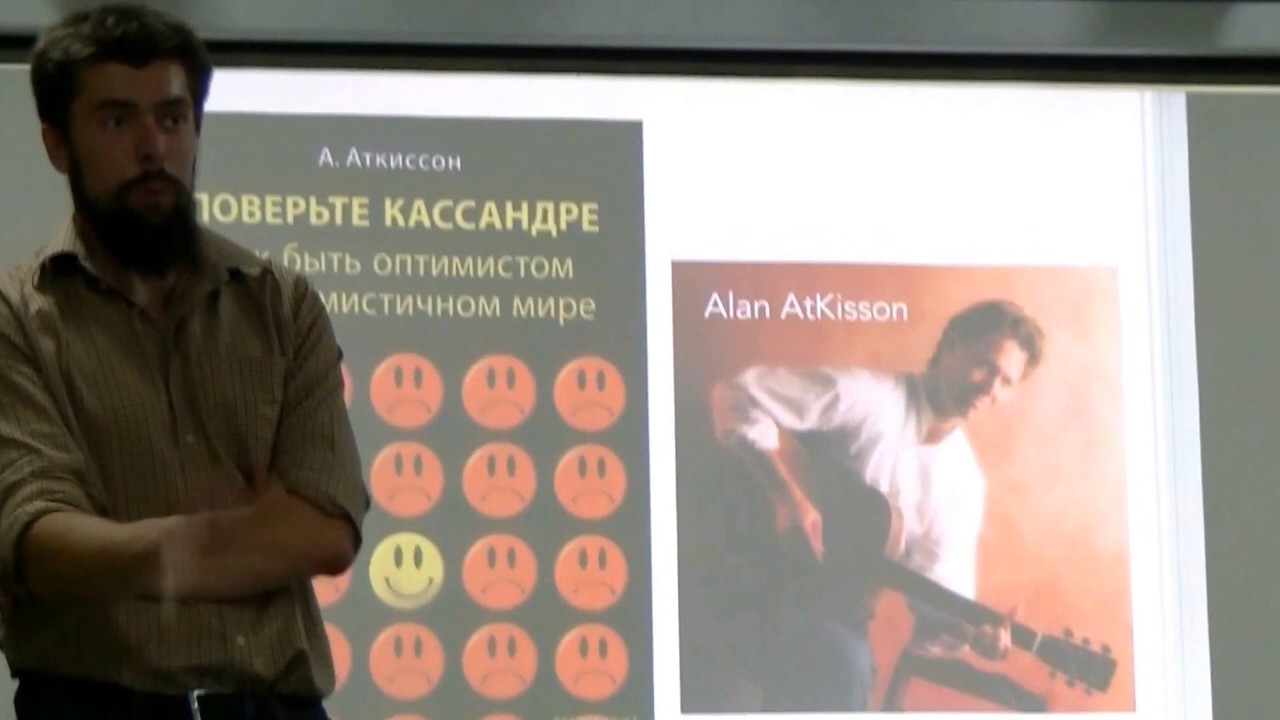 А. Аткиссон
ПОВЕРЬТЕ КАССАНДРЕ
быть оптимистом
мистичном мире
Alan AtKisson